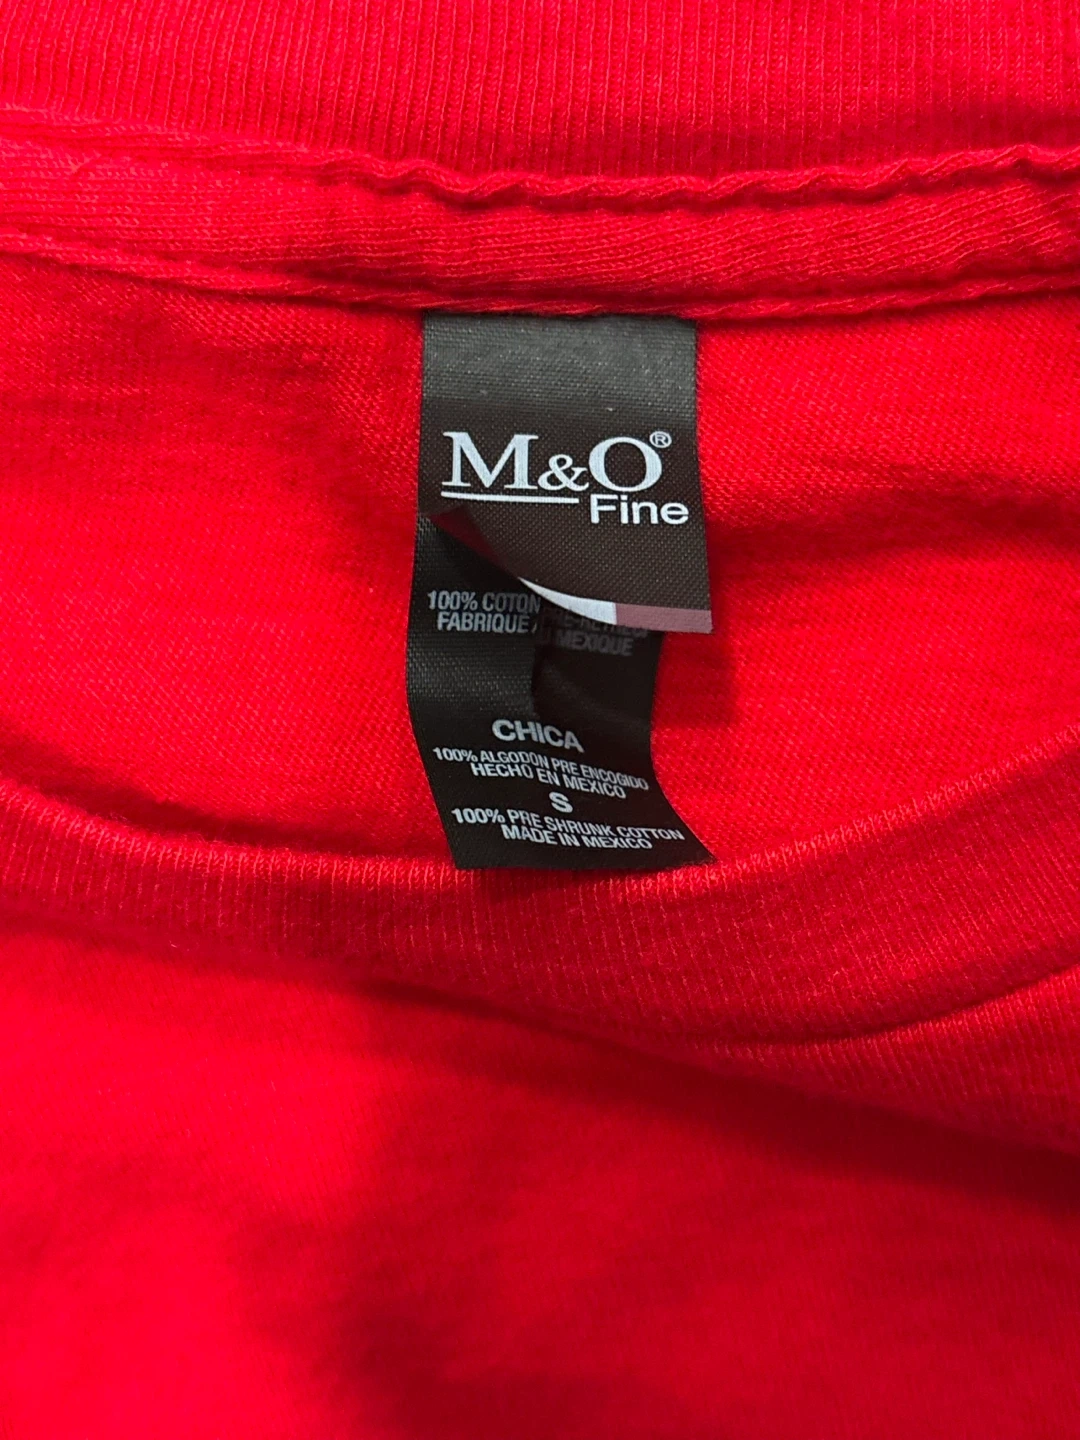 M&O®
Fine
100% COTON
FABRIQUE
MEXIQUE
CHICA
100% ALGODON PRE ENCOGIDO
HECHO EN MEXICO
S
100% PRE SHRUNK COTTON
MADE IN MEXICO